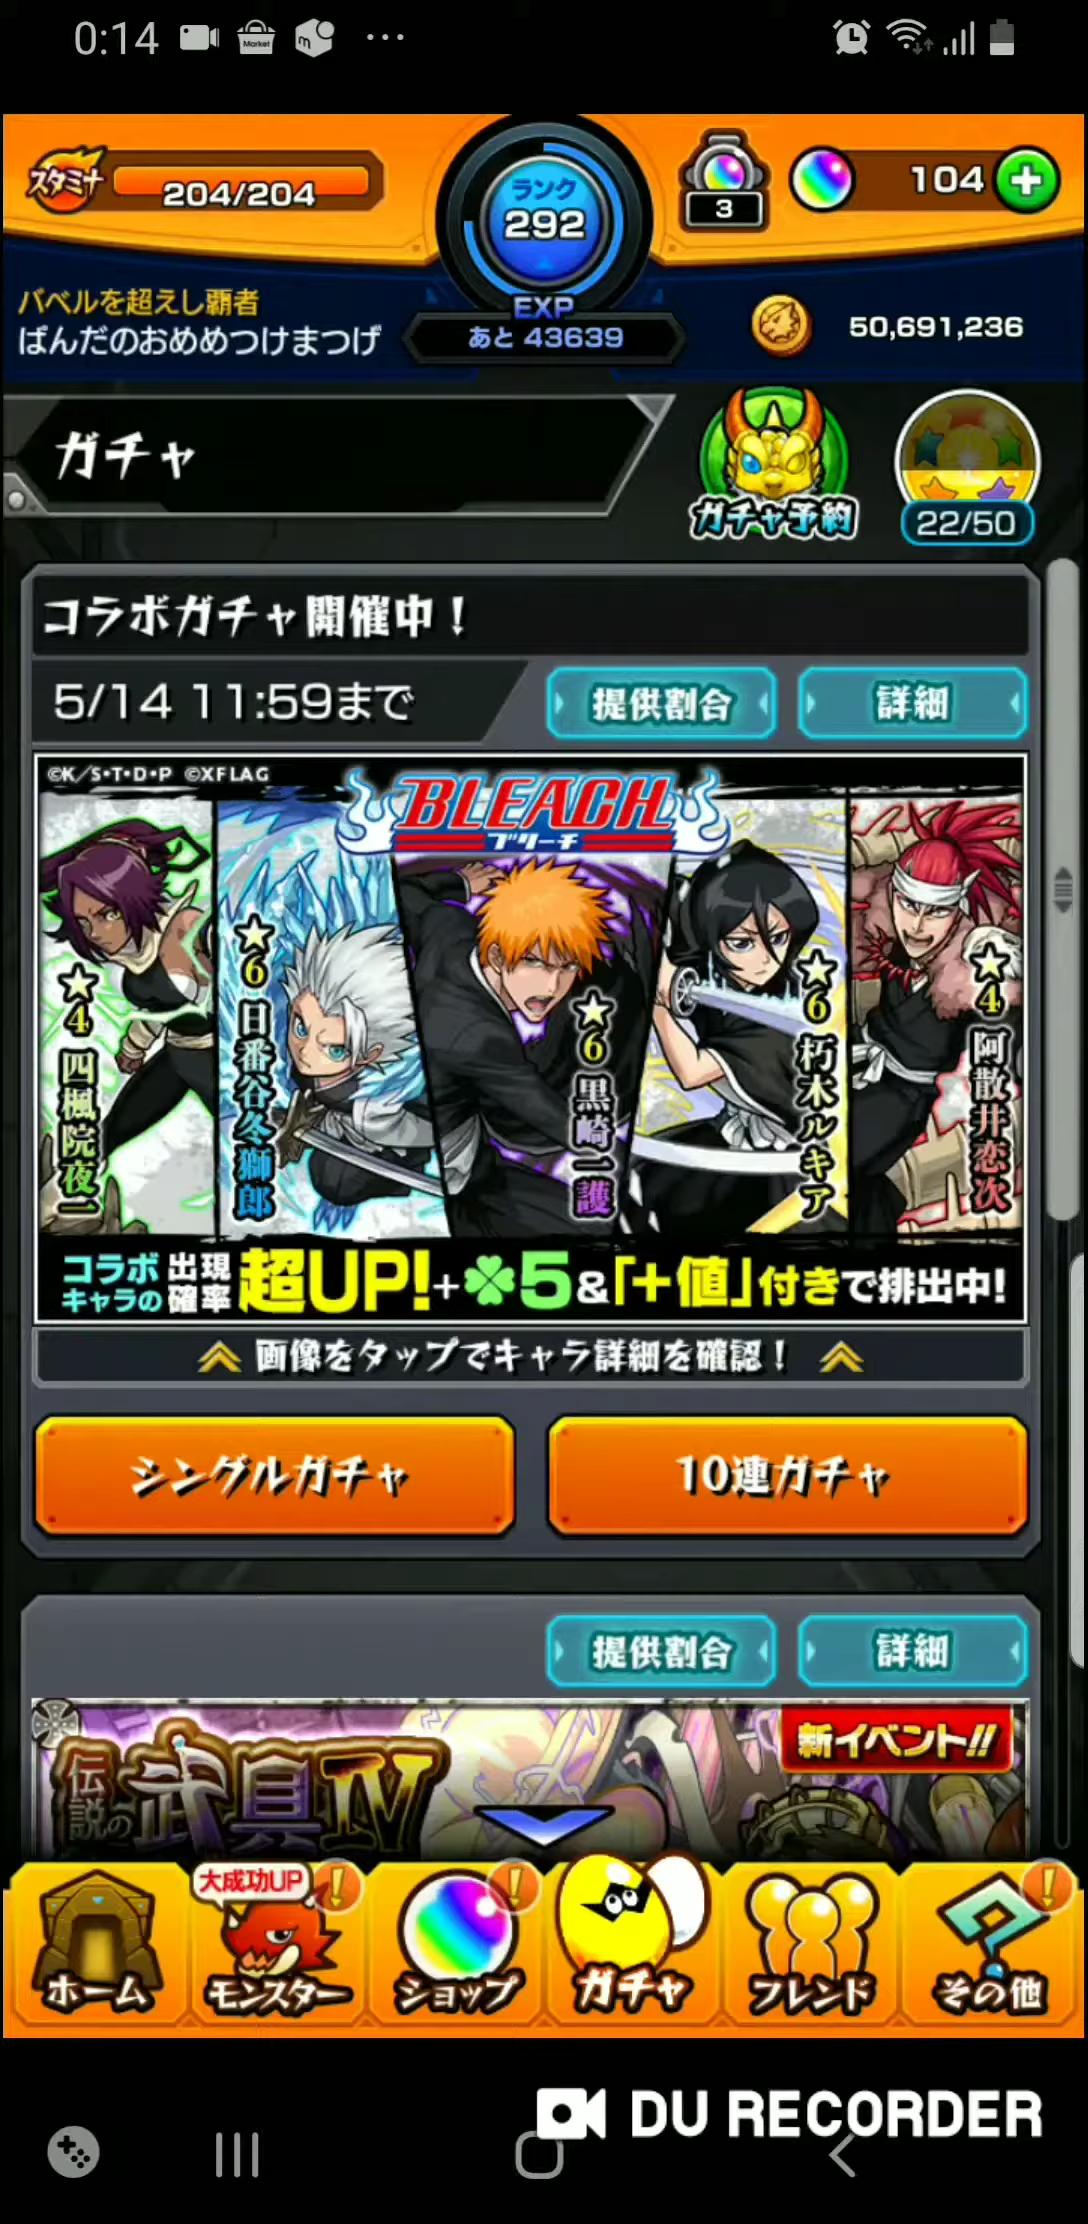 0:14
Market
スタミナ
204/204
ランク
292
3
104
EXP
あと 43639
バベルを超えし覇者
ぱんだのおめめつけまつげ
50,691,236
ガチャ
ガチャ予約
22/50
コラボガチャ開催中！
5/14 11:59まで
提供割合
詳細
©K/S・T・D・P ©XFLAG
BLEACH
ブリーチ
★4 四楓院夜一
★6 日番谷冬獅郎
★6 黒崎一護
★6 朽木ルキア
★4 阿散井恋次
コラボキャラの出現確率超UP!+5&「+値」付きで排出中!
画像をタップでキャラ詳細を確認！
シングルガチャ
10連ガチャ
提供割合
詳細
伝説の武具IV
新イベント!!
ホーム
大成功UP
モンスター
ショップ
ガチャ
フレンド
その他
DU RECORDER